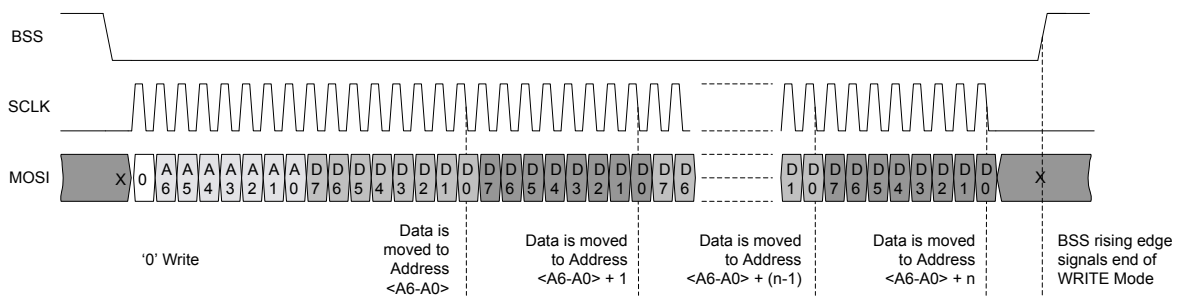 BSS
SCLK
MOSI
X 0 A6 A5 A4 A3 A2 A1 A0 D7 D6 D5 D4 D3 D2 D1 D0 D7 D6 D5 D4 D3 D2 D1 D0 D7 D6 D1 D0 D7 D6 D5 D4 D3 D2 D1 D0 X
‘0’ Write
Data is
moved to
Address
<A6-A0>
Data is moved
to Address
<A6-A0> + 1
Data is moved
to Address
<A6-A0> + (n-1)
Data is moved
to Address
<A6-A0> + n
BSS rising edge
signals end of
WRITE Mode